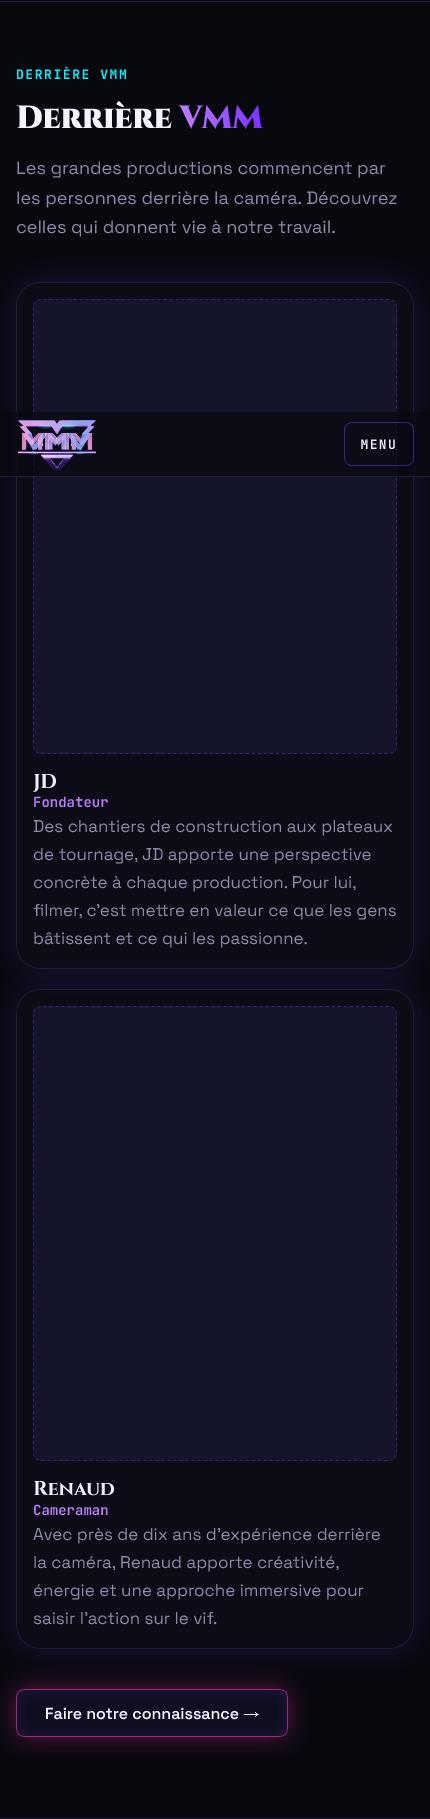 DERRIÈRE VMM
Derrière VMM
Les grandes productions commencent par
les personnes derrière la caméra. Découvrez
celles qui donnent vie à notre travail.
MMM
MENU
JD
Fondateur
Des chantiers de construction aux plateaux
de tournage, JD apporte une perspective
concrète à chaque production. Pour lui,
filmer, c'est mettre en valeur ce que les gens
bâtissent et ce qui les passionne.
Renaud
Cameraman
Avec près de dix ans d'expérience derrière
la caméra, Renaud apporte créativité,
énergie et une approche immersive pour
saisir l'action sur le vif.
Faire notre connaissance →